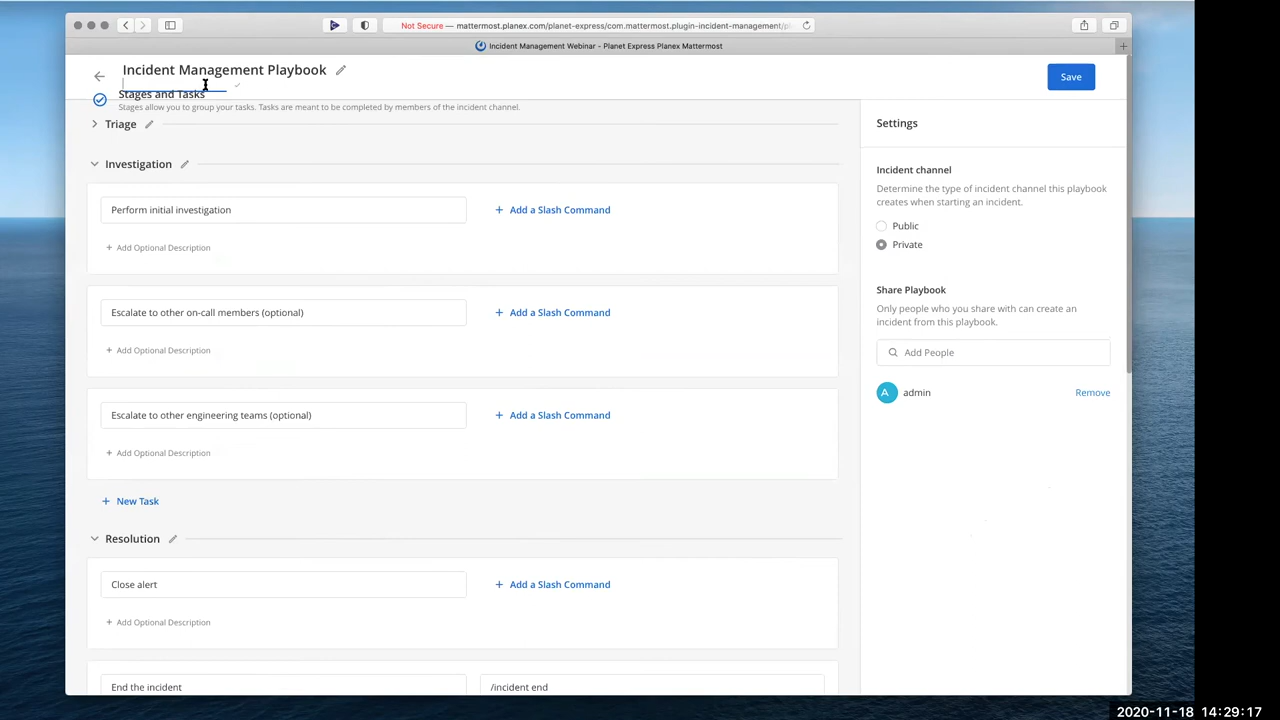 Not Secure — mattermost.planex.com/planet-express/com.mattermost.plugin-incident-management/
Incident Management Webinar - Planet Express Planex Mattermost
Incident Management Playbook
Save
Stages and Tasks
Stages allow you to group your tasks. Tasks are meant to be completed by members of the incident channel.
Triage
Investigation
Perform initial investigation
+ Add a Slash Command
+ Add Optional Description
Escalate to other on-call members (optional)
+ Add a Slash Command
+ Add Optional Description
Escalate to other engineering teams (optional)
+ Add a Slash Command
+ Add Optional Description
+ New Task
Resolution
Close alert
+ Add a Slash Command
+ Add Optional Description
End the incident
/incident end
Settings
Incident channel
Determine the type of incident channel this playbook
creates when starting an incident.
Public
Private
Share Playbook
Only people who you share with can create an
incident from this playbook.
Add People
A admin
Remove
2020-11-18 14:29:17